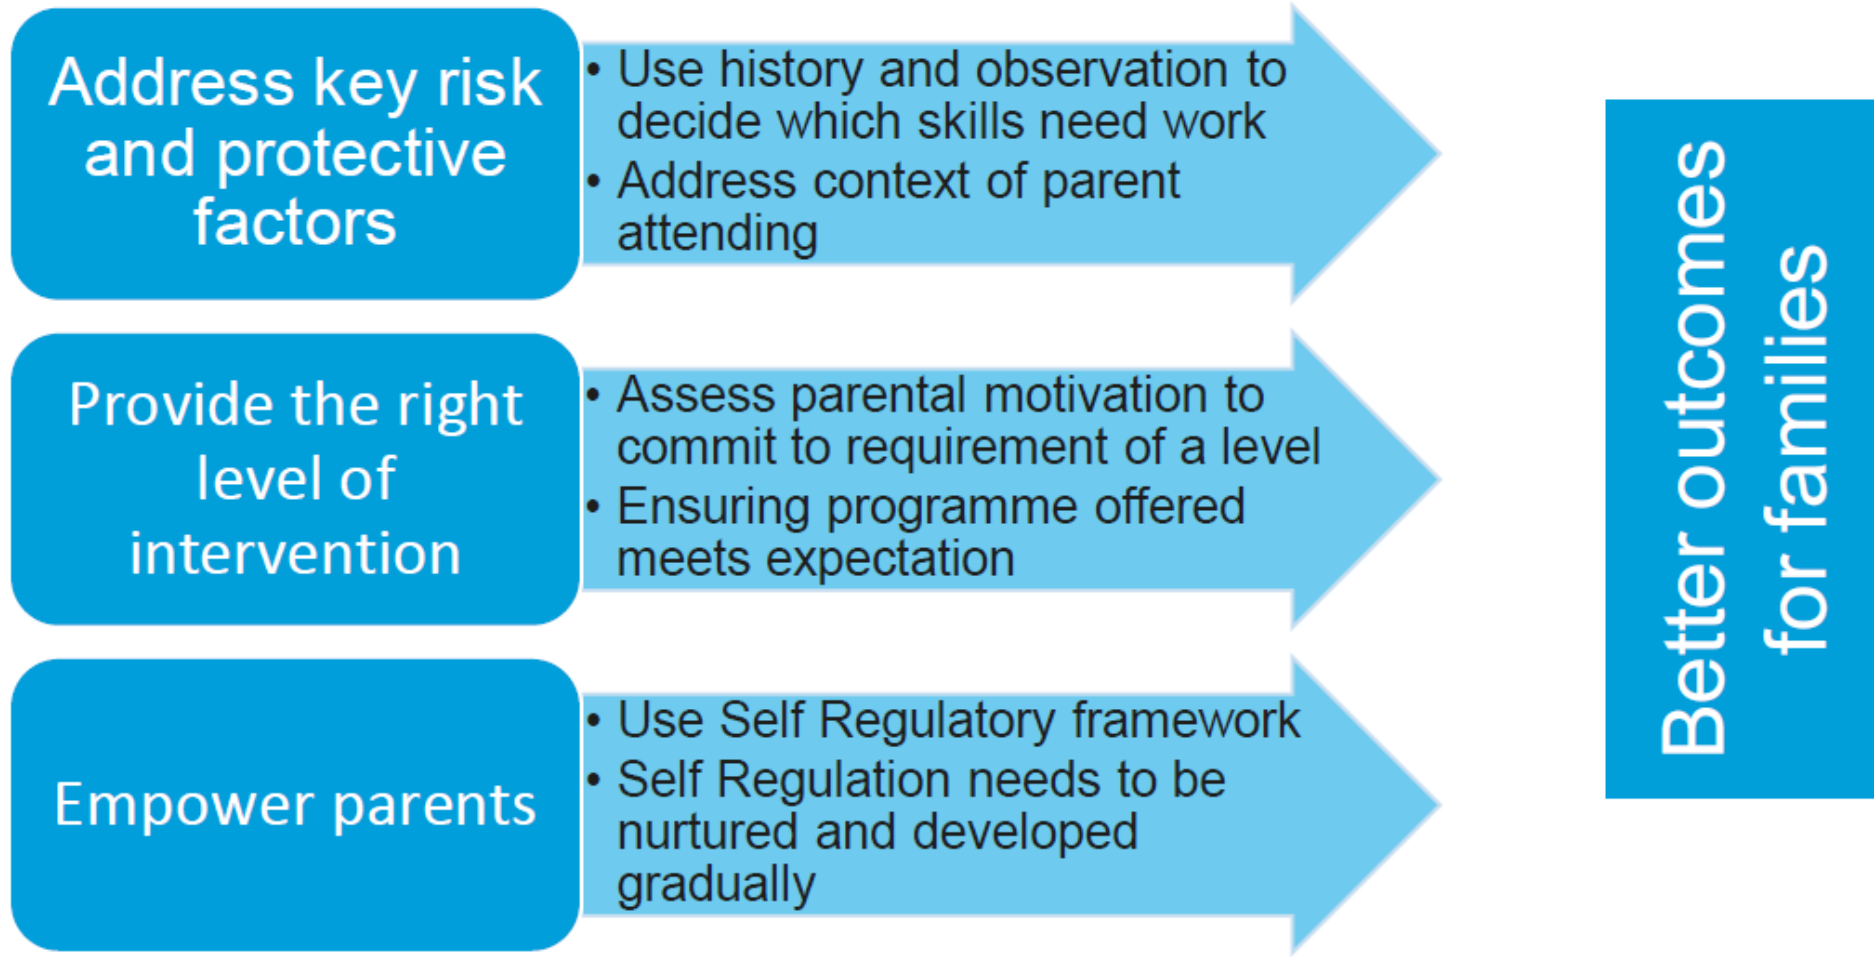 Address key risk
and protective
factors
• Use history and observation to
decide which skills need work
• Address context of parent
attending
Provide the right
level of
intervention
• Assess parental motivation to
commit to requirement of a level
• Ensuring programme offered
meets expectation
Empower parents
• Use Self Regulatory framework
• Self Regulation needs to be
nurtured and developed
gradually
Better outcomes
for families